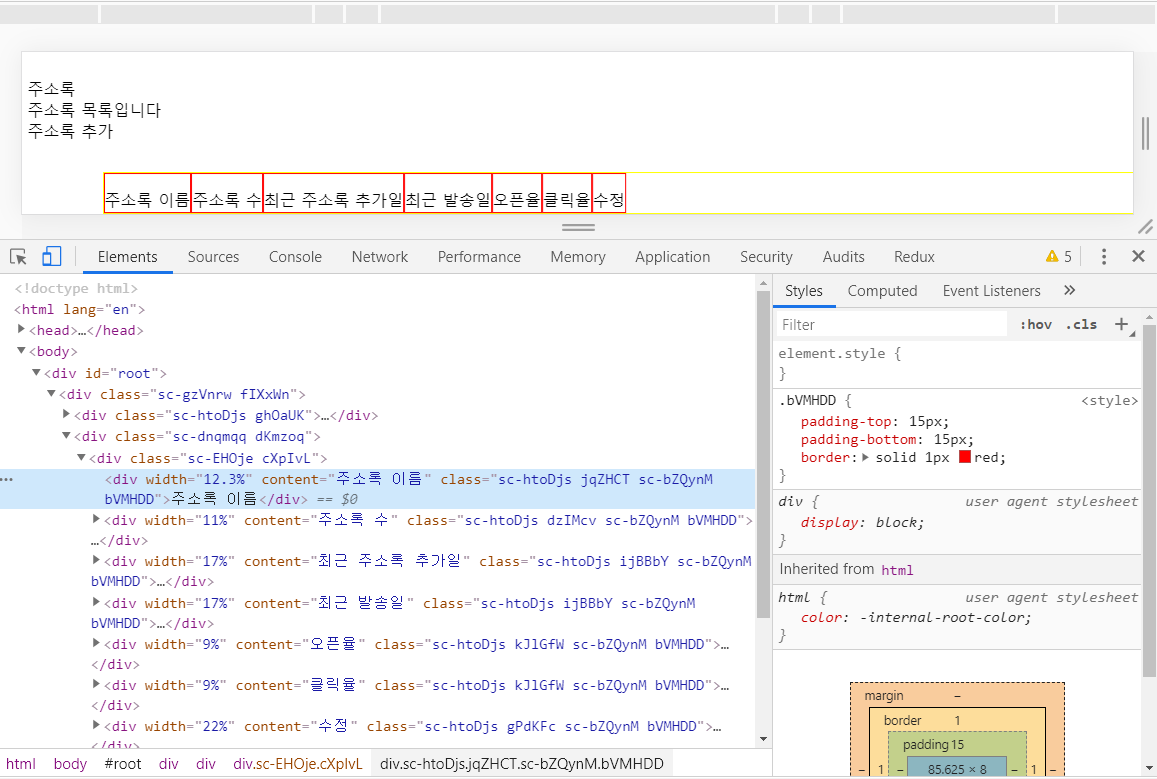 주소록
주소록 목록입니다
주소록 추가
주소록 이름 주소록 수 최근 주소록 추가일 최근 발송일 오픈율 클릭율 수정
Elements Sources Console Network Performance Memory Application Security Audits Redux 5
<!doctype html>
<html lang="en">
<head>…</head>
<body>
<div id="root">
<div class="sc-gzVnrw fIXxWn">
<div class="sc-htoDjs ghOaUK">…</div>
<div class="sc-dnqmqq dKmzoq">
<div class="sc-EHOje cXpIvL">
<div width="12.3%" content="주소록 이름" class="sc-htoDjs jqZHCT sc-bZQynM
bVMHDD">주소록 이름</div> == $0
<div width="11%" content="주소록 수" class="sc-htoDjs dzIMcv sc-bZQynM bVMHDD">
…</div>
<div width="17%" content="최근 주소록 추가일" class="sc-htoDjs ijBBbY sc-bZQynM
bVMHDD">…</div>
<div width="17%" content="최근 발송일" class="sc-htoDjs ijBBbY sc-bZQynM
bVMHDD">…</div>
<div width="9%" content="오픈율" class="sc-htoDjs kJlGfW sc-bZQynM bVMHDD">…
</div>
<div width="9%" content="클릭율" class="sc-htoDjs kJlGfW sc-bZQynM bVMHDD">…
</div>
<div width="22%" content="수정" class="sc-htoDjs gPdKFc sc-bZQynM bVMHDD">…
</div>
html body #root div div div.sc-EHOje.cXpIvL div.sc-htoDjs.jqZHCT.sc-bZQynM.bVMHDD
Styles Computed Event Listeners »
Filter :hov .cls +
element.style {
}
.bVMHDD { <style>
padding-top: 15px;
padding-bottom: 15px;
border: solid 1px red;
}
div { user agent stylesheet
display: block;
}
Inherited from html
html { user agent stylesheet
color: -internal-root-color;
}
margin –
border 1
padding 15
– 1 – 85.625 × 8 – 1 –